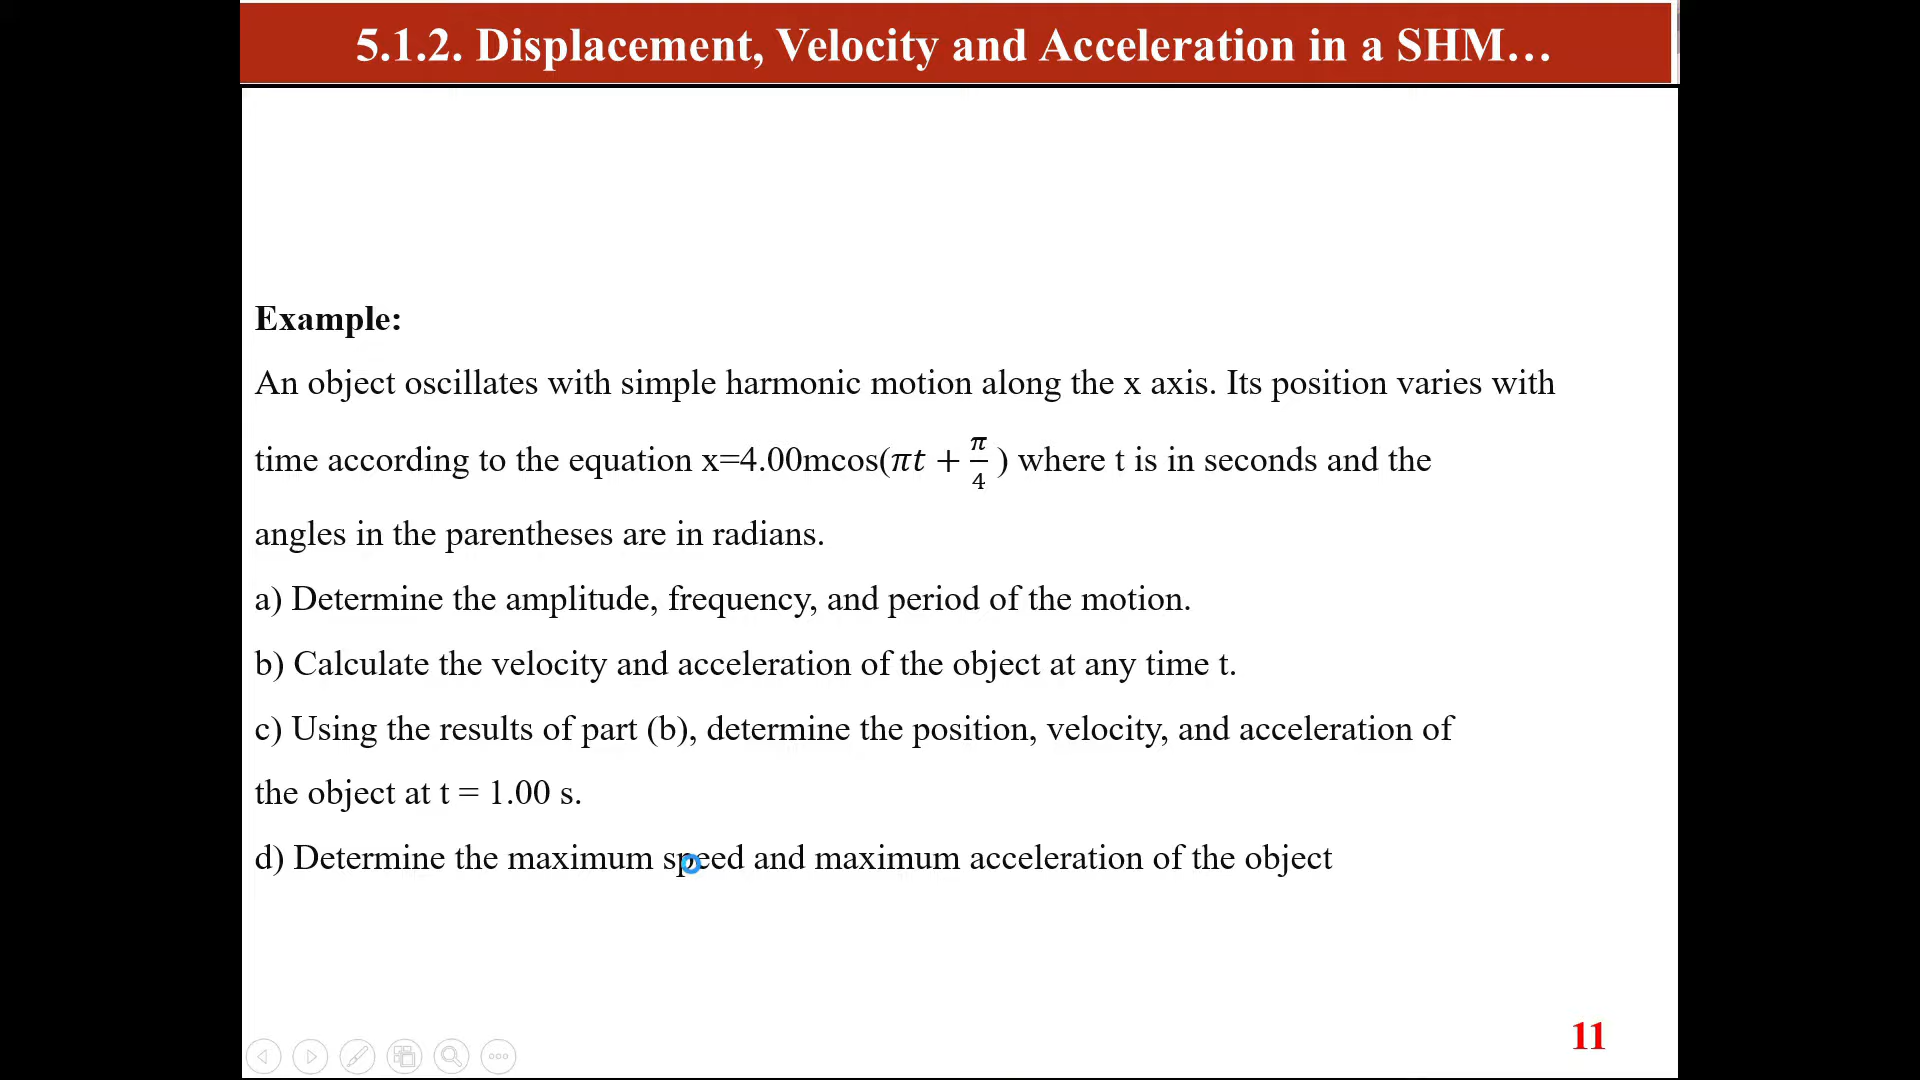 5.1.2. Displacement, Velocity and Acceleration in a SHM…
Example:
An object oscillates with simple harmonic motion along the x axis. Its position varies with
time according to the equation x=4.00mcos(𝜋𝑡 + 𝜋/4 ) where t is in seconds and the
angles in the parentheses are in radians.
a) Determine the amplitude, frequency, and period of the motion.
b) Calculate the velocity and acceleration of the object at any time t.
c) Using the results of part (b), determine the position, velocity, and acceleration of
the object at t = 1.00 s.
d) Determine the maximum speed and maximum acceleration of the object
11